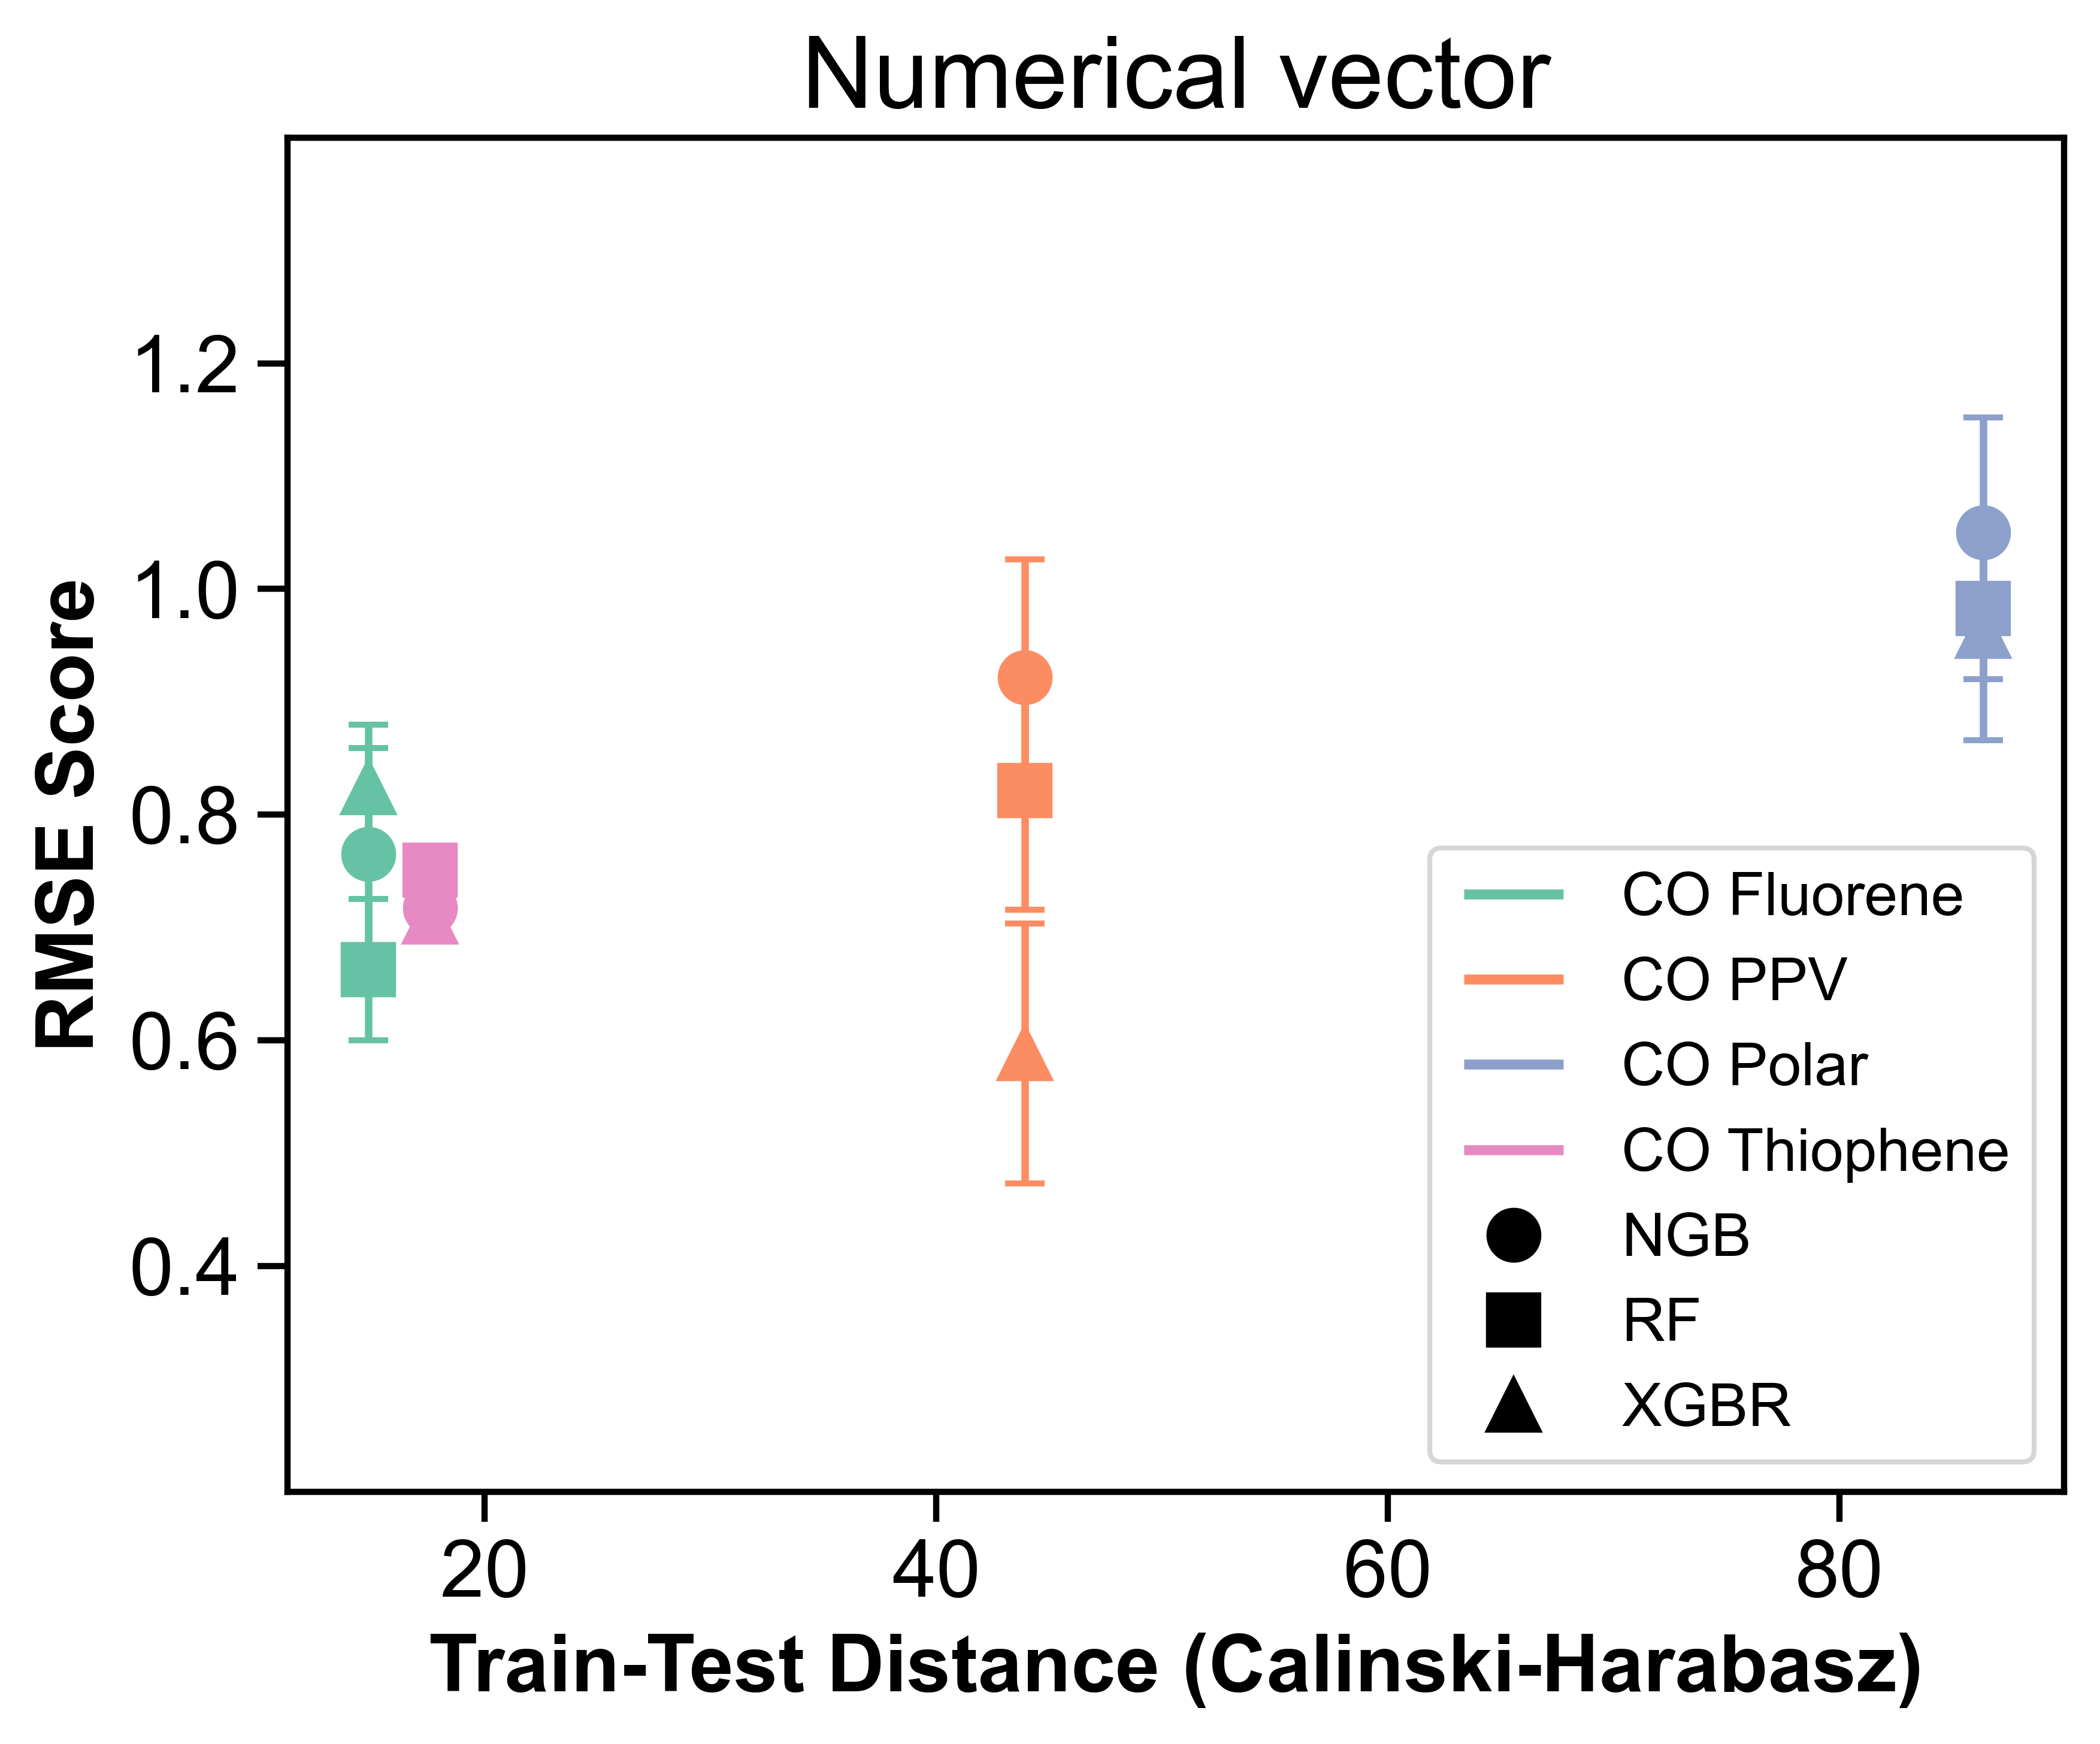 Numerical vector
RMSE Score
1.2
1.0
0.8
0.6
0.4
CO Fluorene
CO PPV
CO Polar
CO Thiophene
NGB
RF
XGBR
20 40 60 80
Train-Test Distance (Calinski-Harabasz)